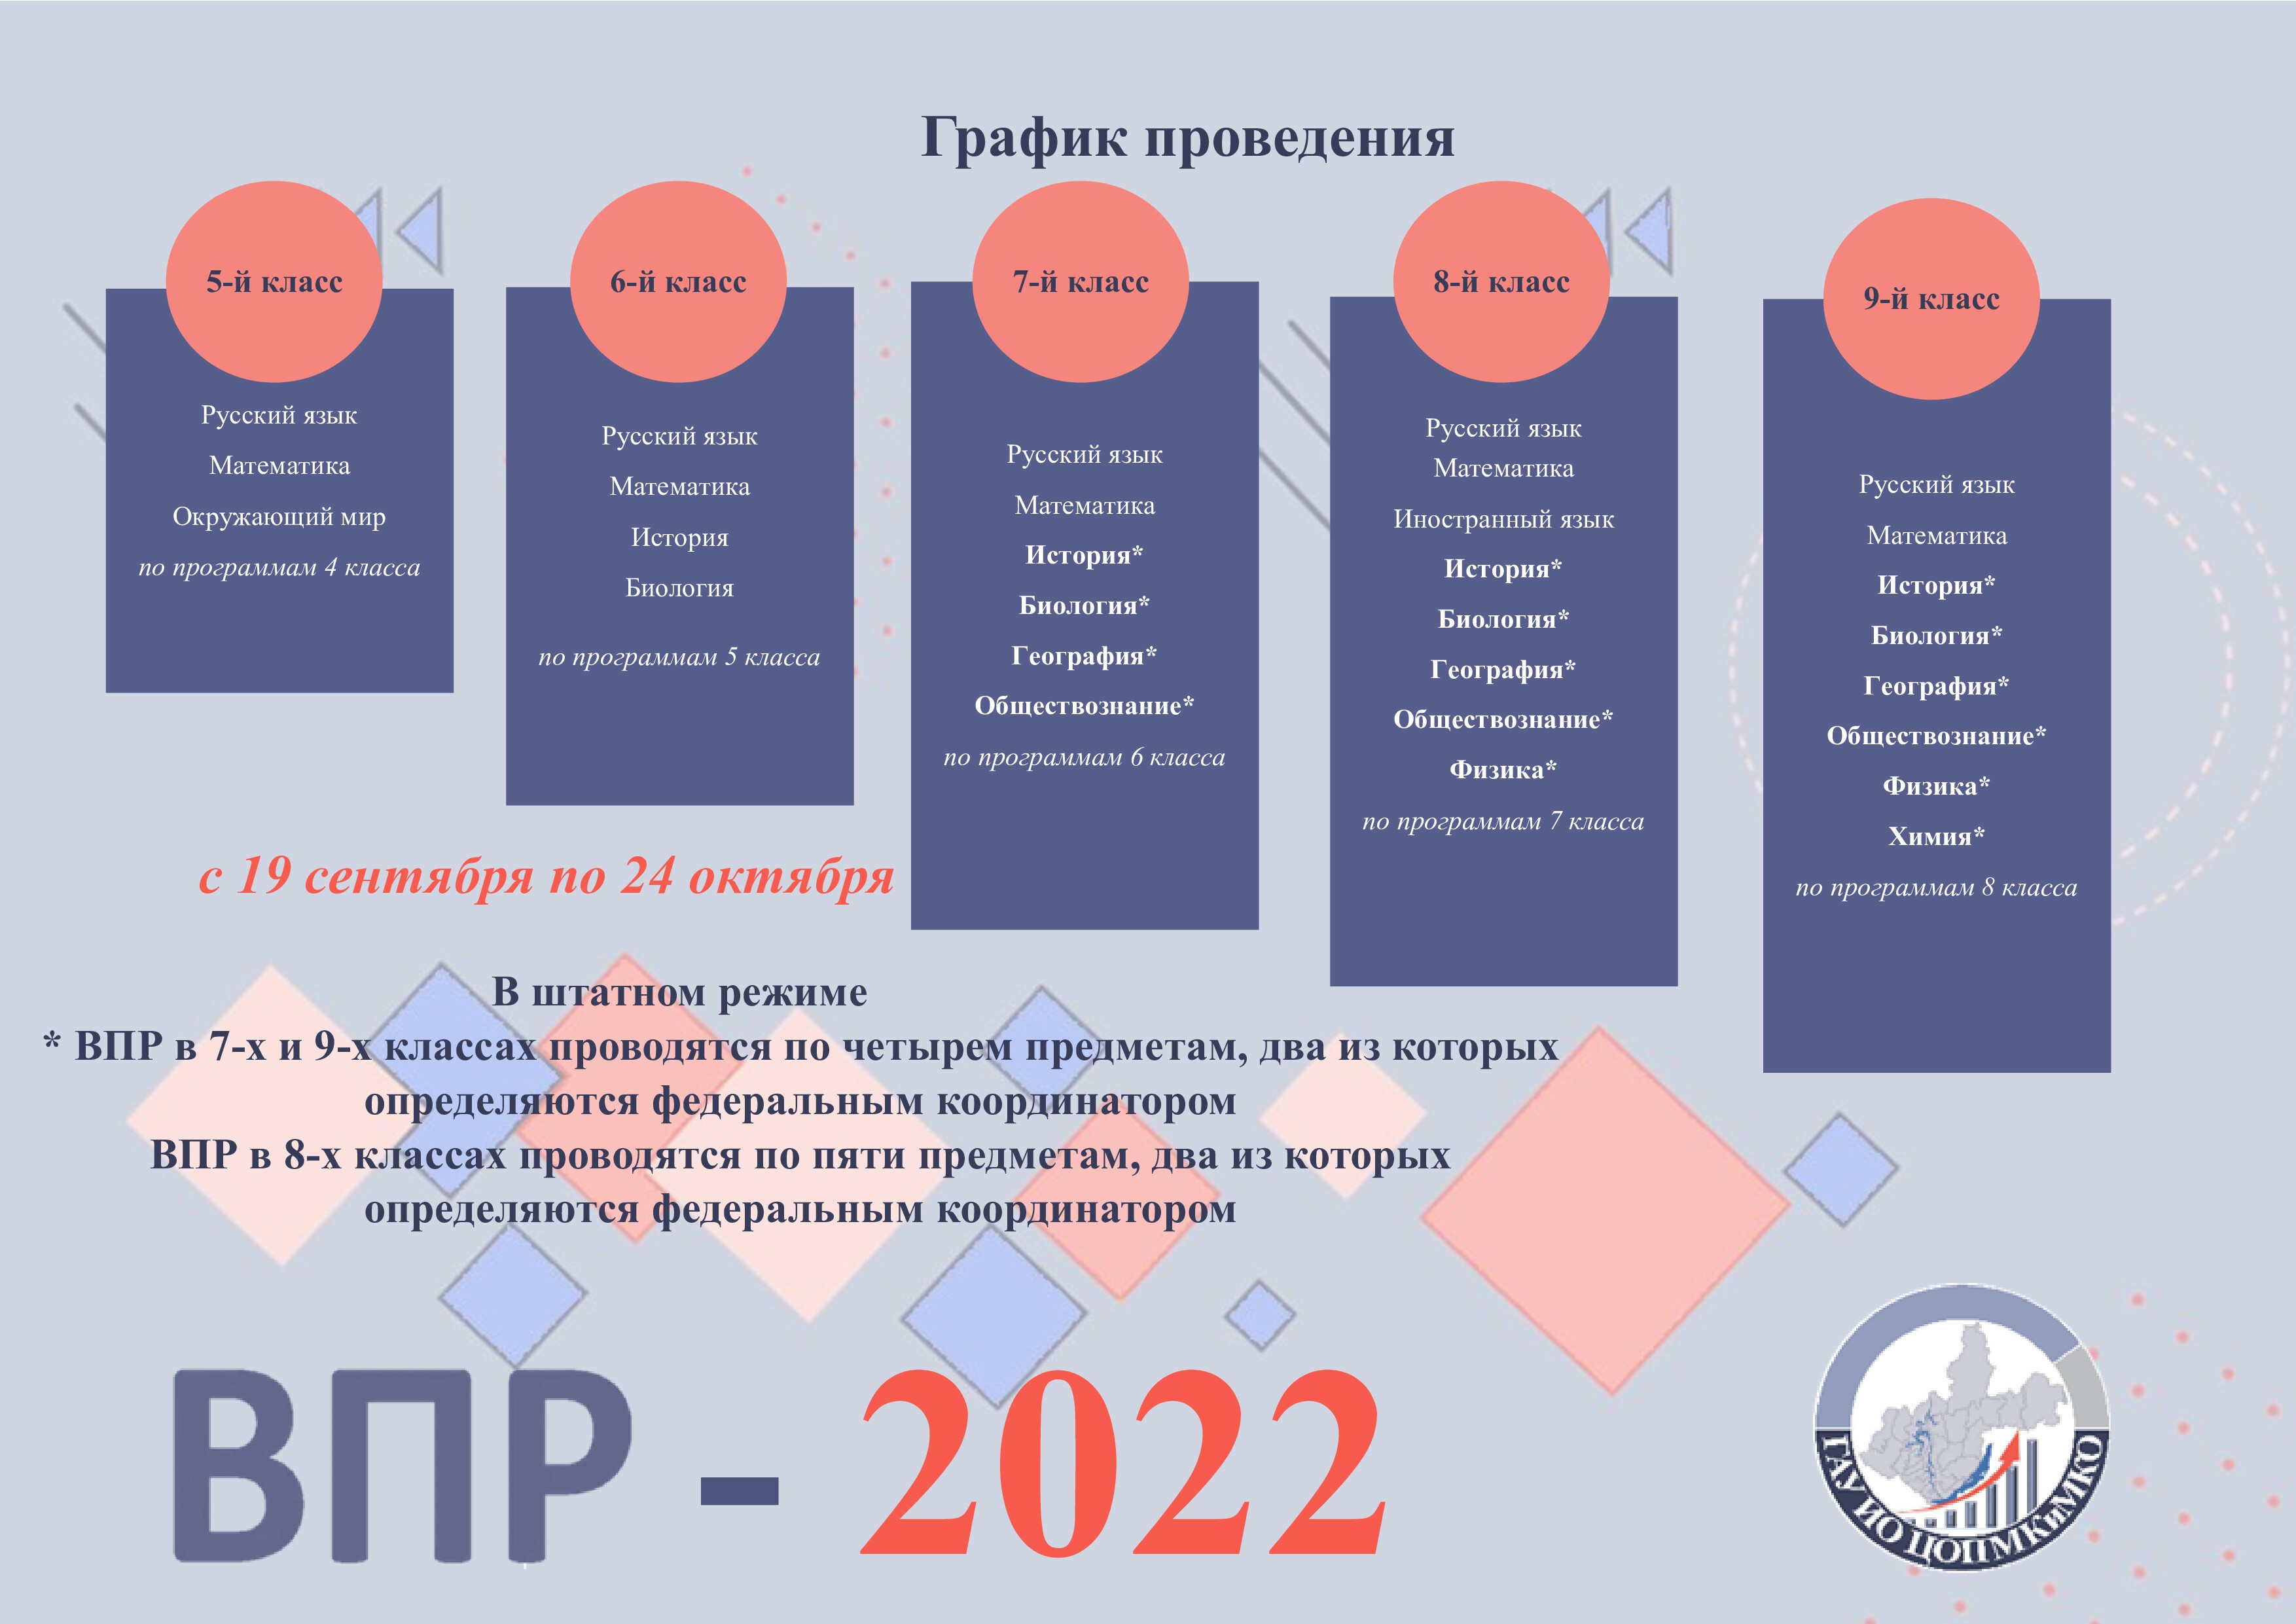 График проведения
5-й класс
Русский язык
Математика
Окружающий мир
по программам 4 класса
6-й класс
Русский язык
Математика
История
Биология
по программам 5 класса
7-й класс
Русский язык
Математика
История*
Биология*
География*
Обществознание*
по программам 6 класса
8-й класс
Русский язык
Математика
Иностранный язык
История*
Биология*
География*
Обществознание*
Физика*
по программам 7 класса
9-й класс
Русский язык
Математика
История*
Биология*
География*
Обществознание*
Физика*
Химия*
по программам 8 класса
с 19 сентября по 24 октября
В штатном режиме
* ВПР в 7-х и 9-х классах проводятся по четырем предметам, два из которых
определяются федеральным координатором
ВПР в 8-х классах проводятся по пяти предметам, два из которых
определяются федеральным координатором
ВПР - 2022
ГАУ ИО ЦОПМКиМКО